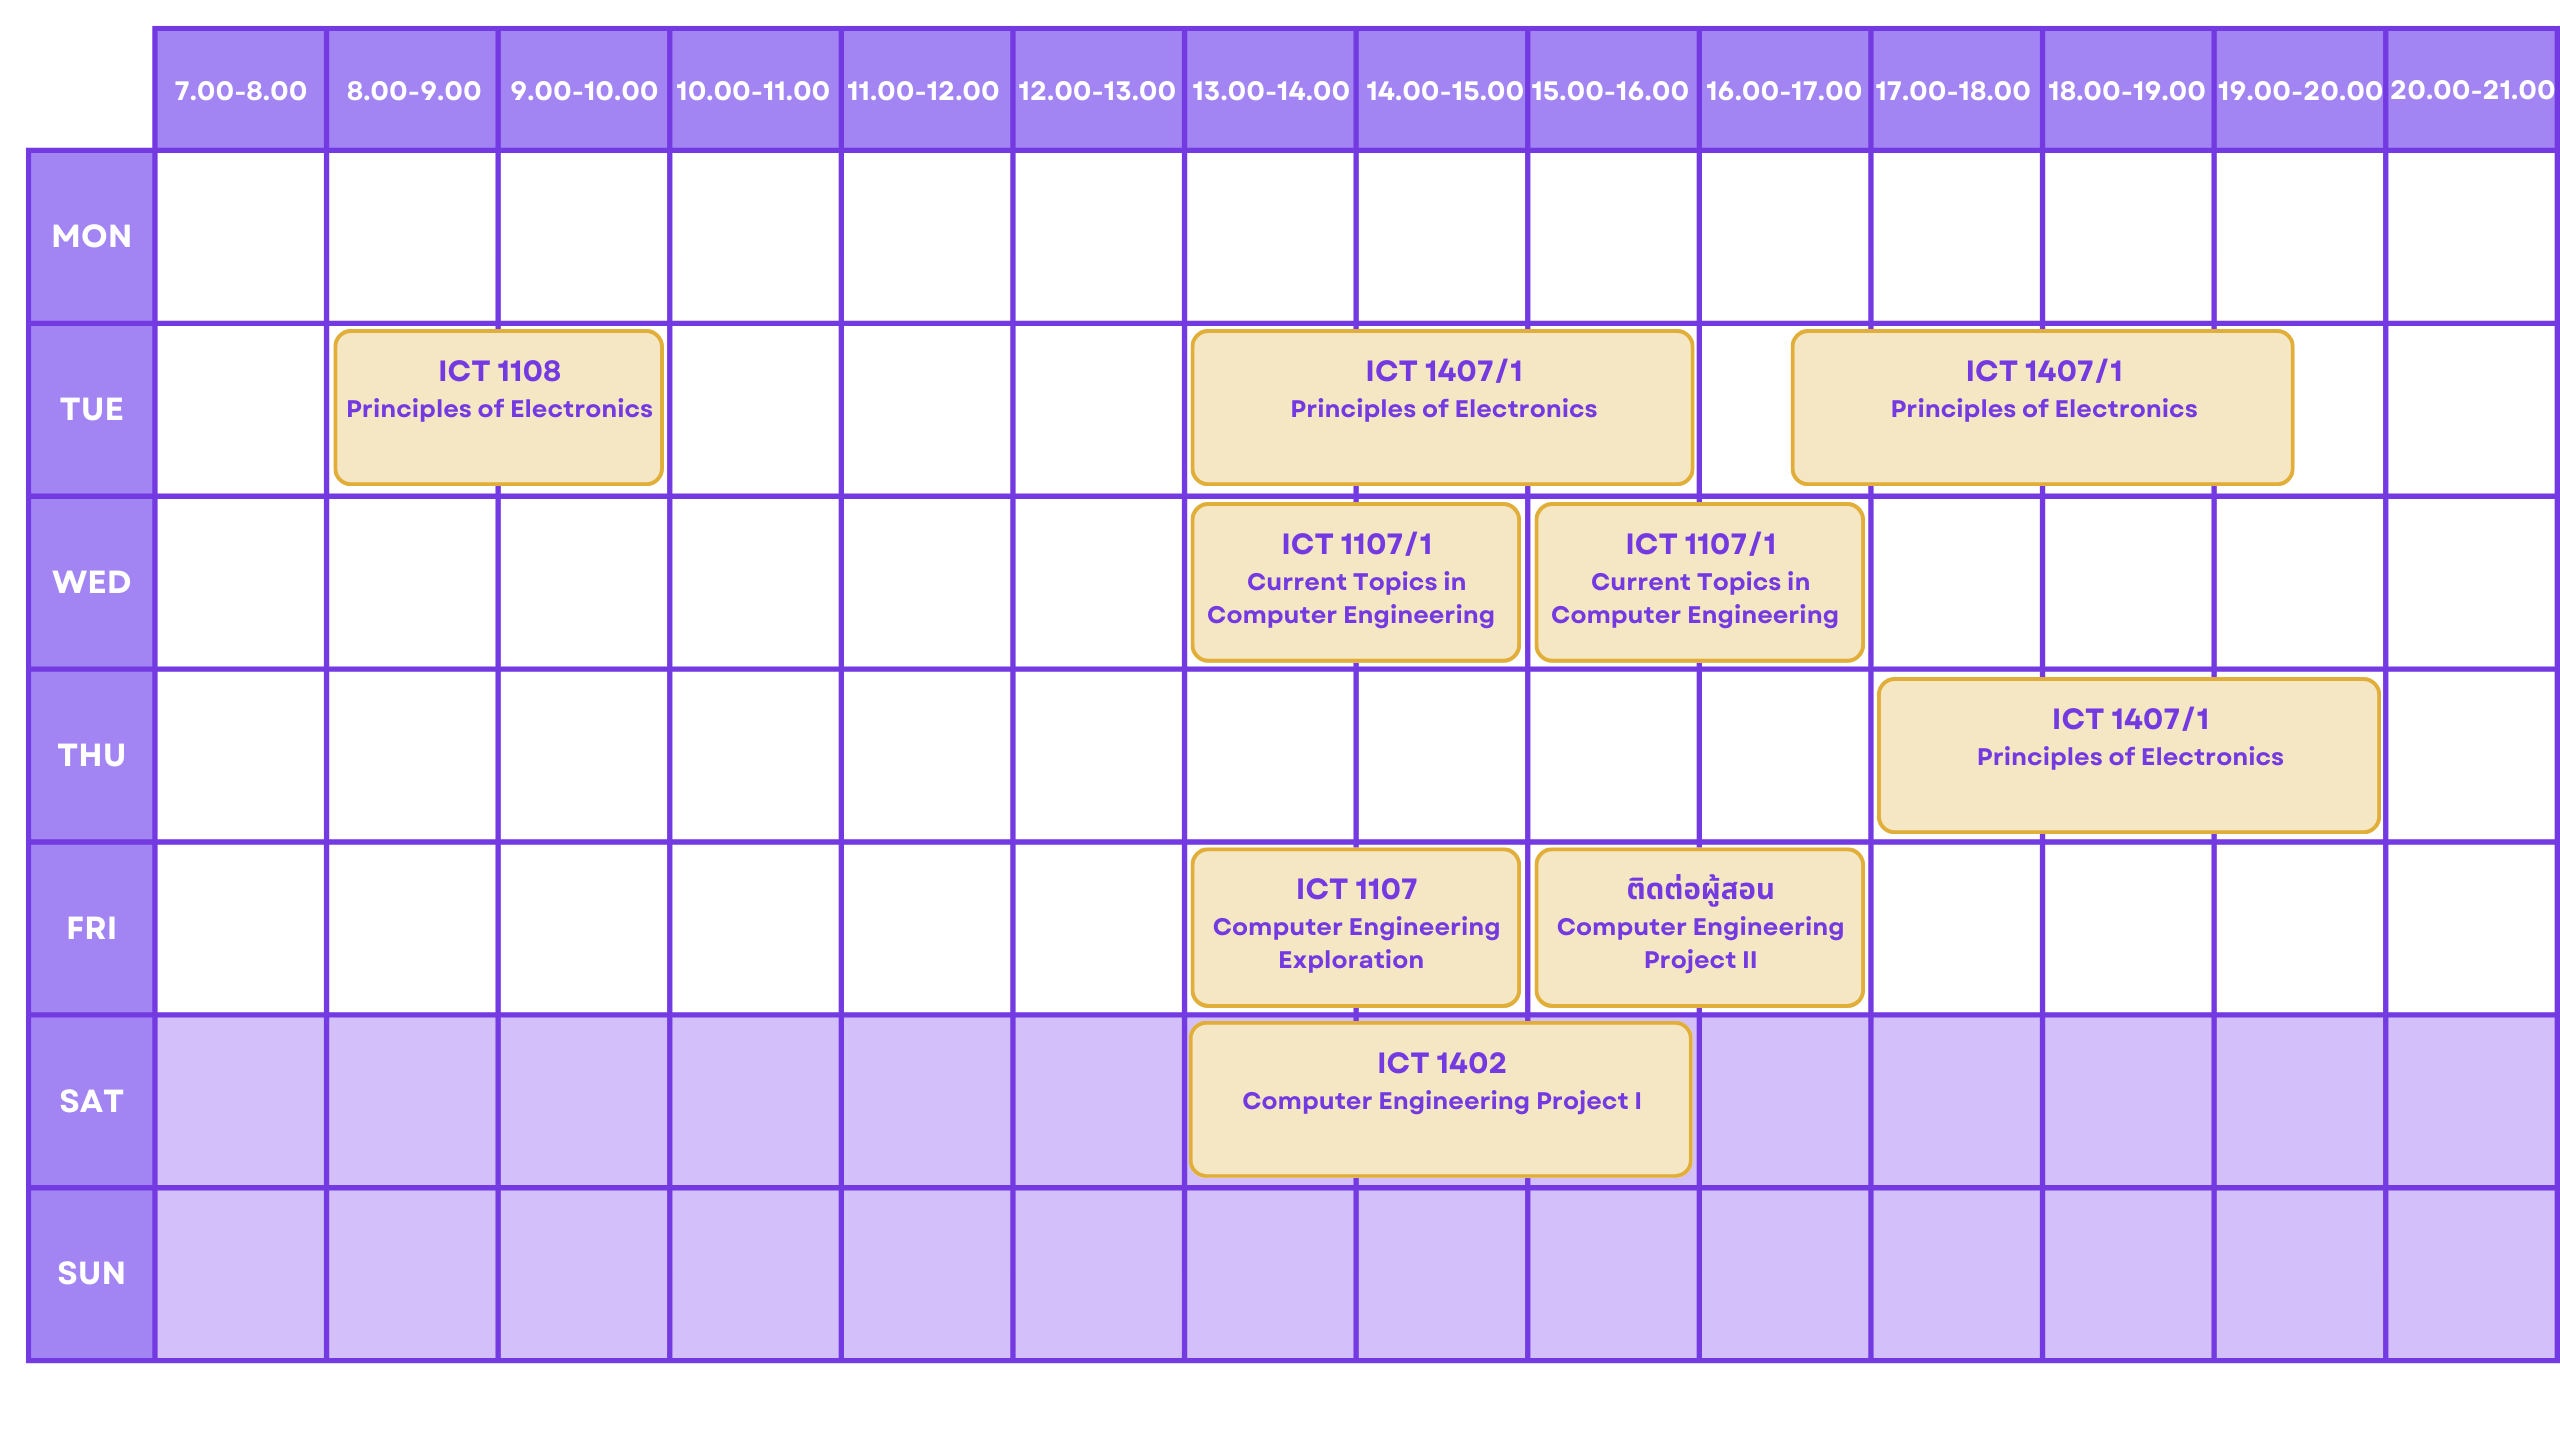 7.00-8.00 8.00-9.00 9.00-10.00 10.00-11.00 11.00-12.00 12.00-13.00 13.00-14.00 14.00-15.00 15.00-16.00 16.00-17.00 17.00-18.00 18.00-19.00 19.00-20.00 20.00-21.00
MON
TUE
ICT 1108
Principles of Electronics
ICT 1407/1
Principles of Electronics
ICT 1407/1
Principles of Electronics
WED
ICT 1107/1
Current Topics in
Computer Engineering
ICT 1107/1
Current Topics in
Computer Engineering
THU
ICT 1407/1
Principles of Electronics
FRI
ICT 1107
Computer Engineering
Exploration
ติดต่อผู้สอน
Computer Engineering
Project II
SAT
ICT 1402
Computer Engineering Project I
SUN